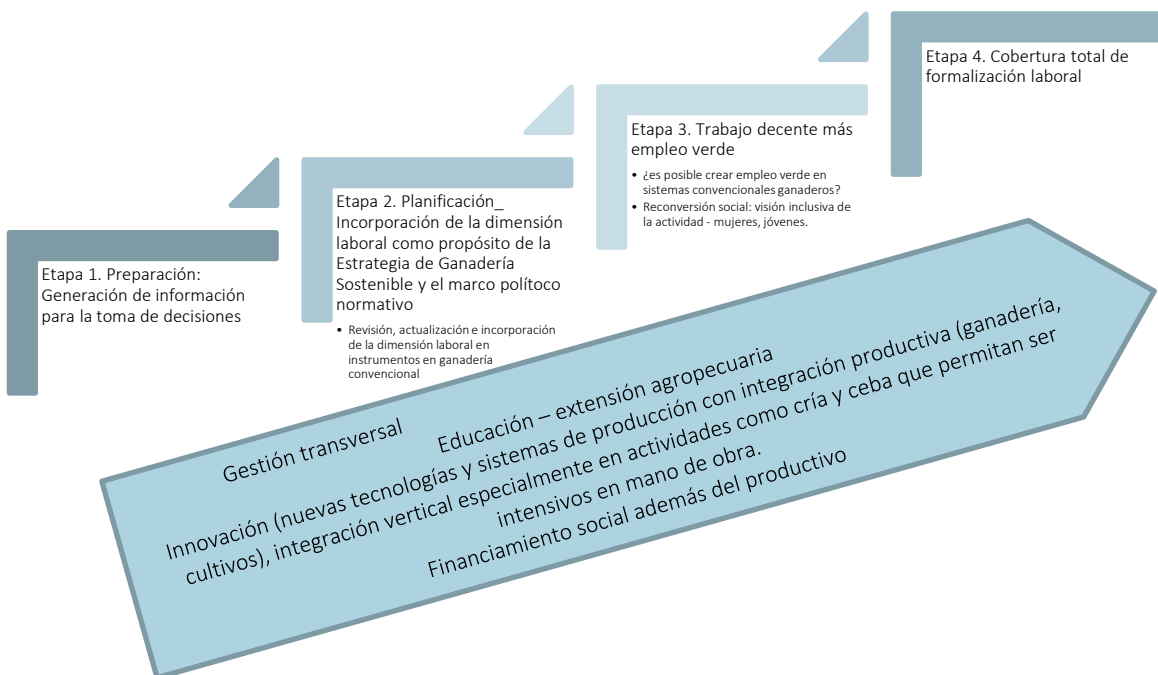 Etapa 1. Preparación:
Generación de información
para la toma de decisiones
Etapa 2. Planificación_
Incorporación de la dimensión
laboral como propósito de la
Estrategia de Ganadería
Sostenible y el marco polítoco
normativo
• Revisión, actualización e incorporación
de la dimensión laboral en
instrumentos en ganadería
convencional
Etapa 3. Trabajo decente más
empleo verde
• ¿es posible crear empleo verde en
sistemas convencionales ganaderos?
• Reconversión social: visión inclusiva de
la actividad - mujeres, jóvenes.
Etapa 4. Cobertura total de
formalización laboral
Gestión transversal Educación – extensión agropecuaria
Innovación (nuevas tecnologías y sistemas de producción con integración productiva (ganadería,
cultivos), integración vertical especialmente en actividades como cría y ceba que permitan ser
intensivos en mano de obra.
Financiamiento social además del productivo